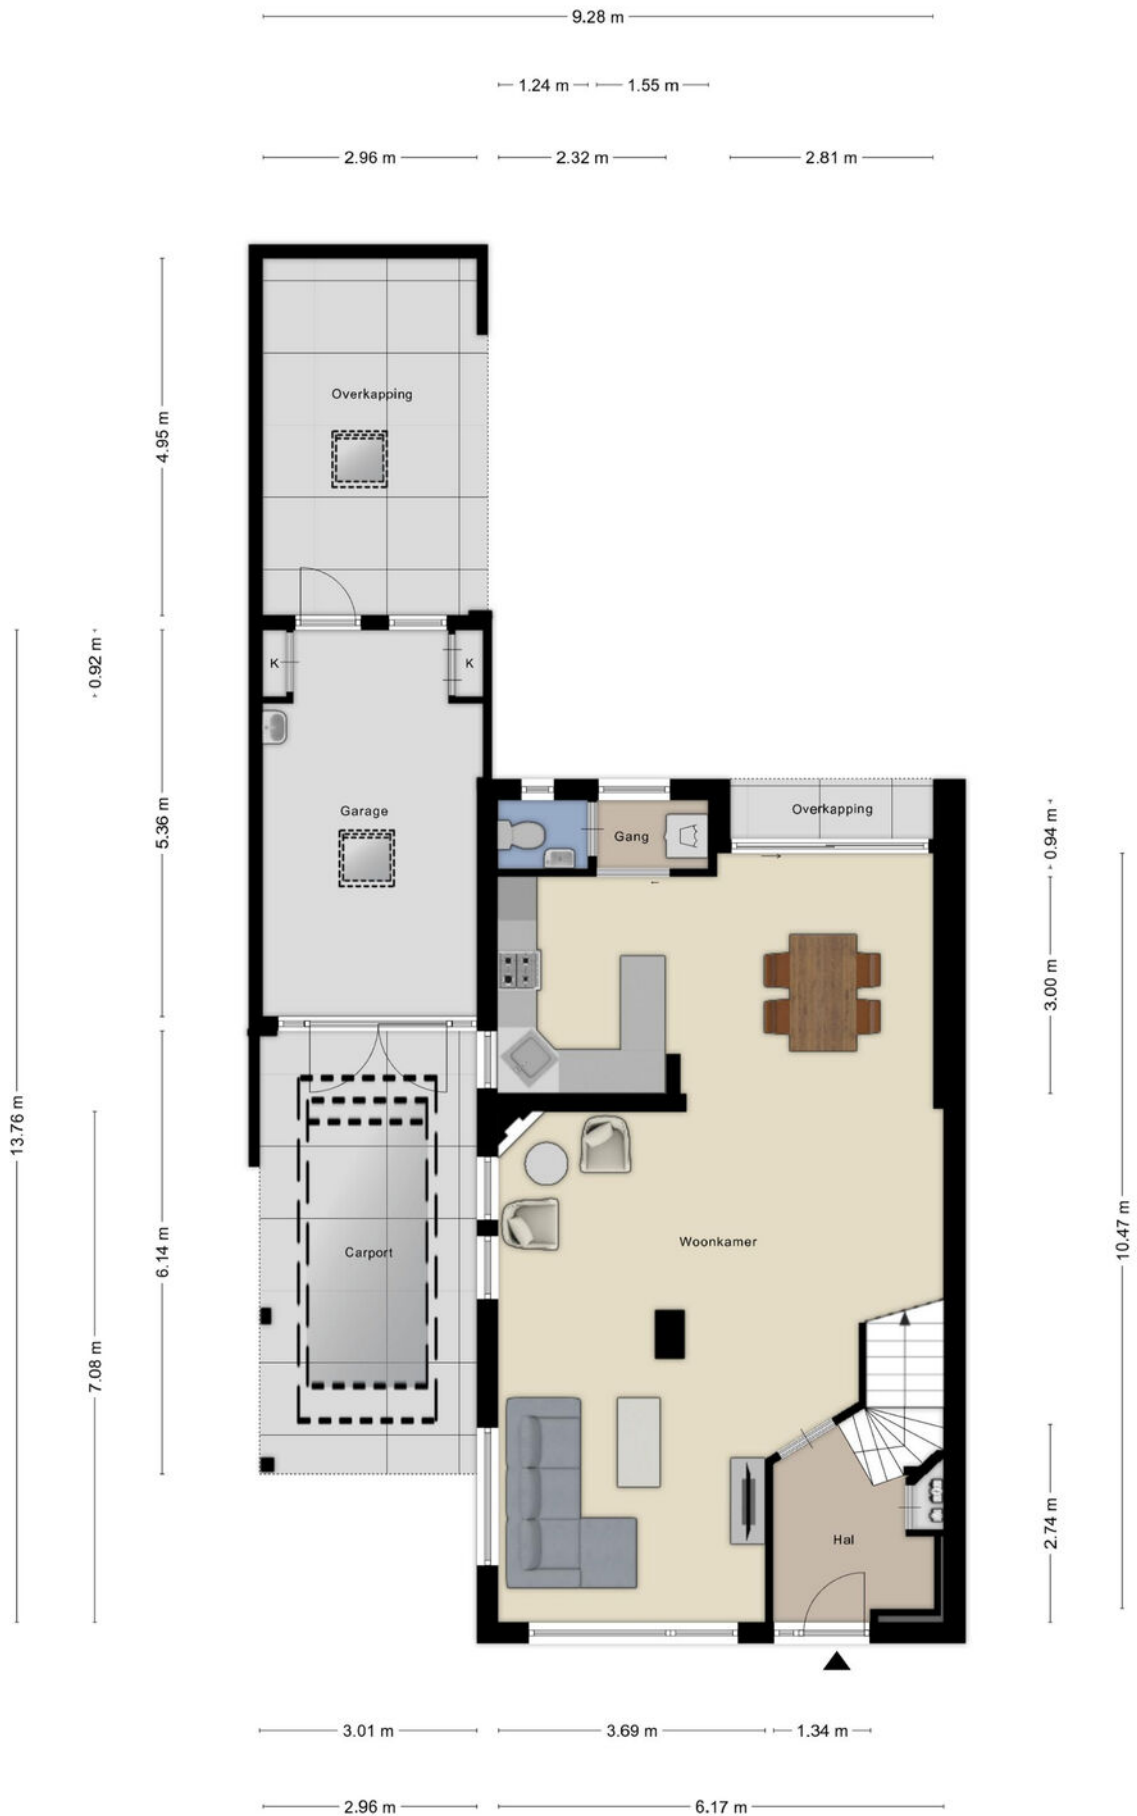 9.28 m
1.24 m
1.55 m
2.96 m
2.32 m
2.81 m
Overkapping
4.95 m
0.92 m
K
K
Garage
5.36 m
Gang
Overkapping
0.94 m
3.00 m
13.76 m
10.47 m
6.14 m
Woonkamer
Carport
7.08 m
2.74 m
Hal
3.01 m
3.69 m
1.34 m
2.96 m
6.17 m